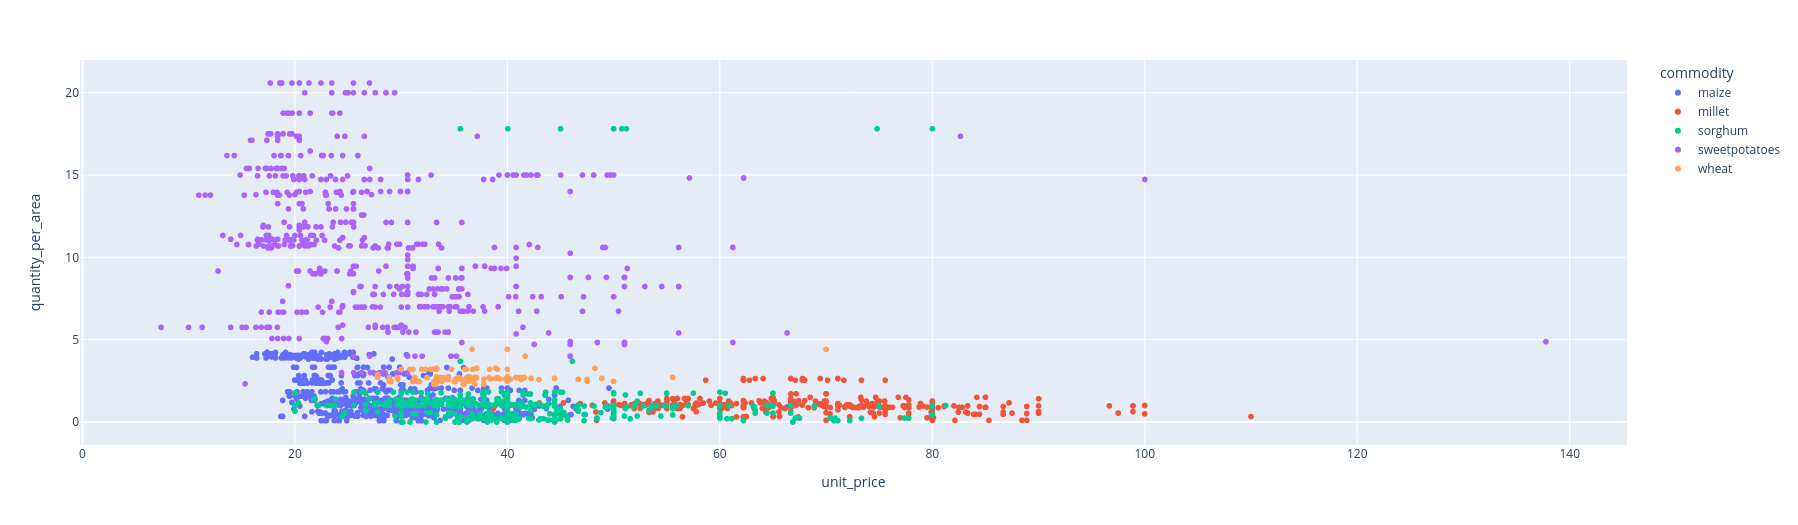 commodity
maize
millet
sorghum
sweetpotatoes
wheat
quantity_per_area
20
15
10
5
0
0 20 40 60 80 100 120 140
unit_price